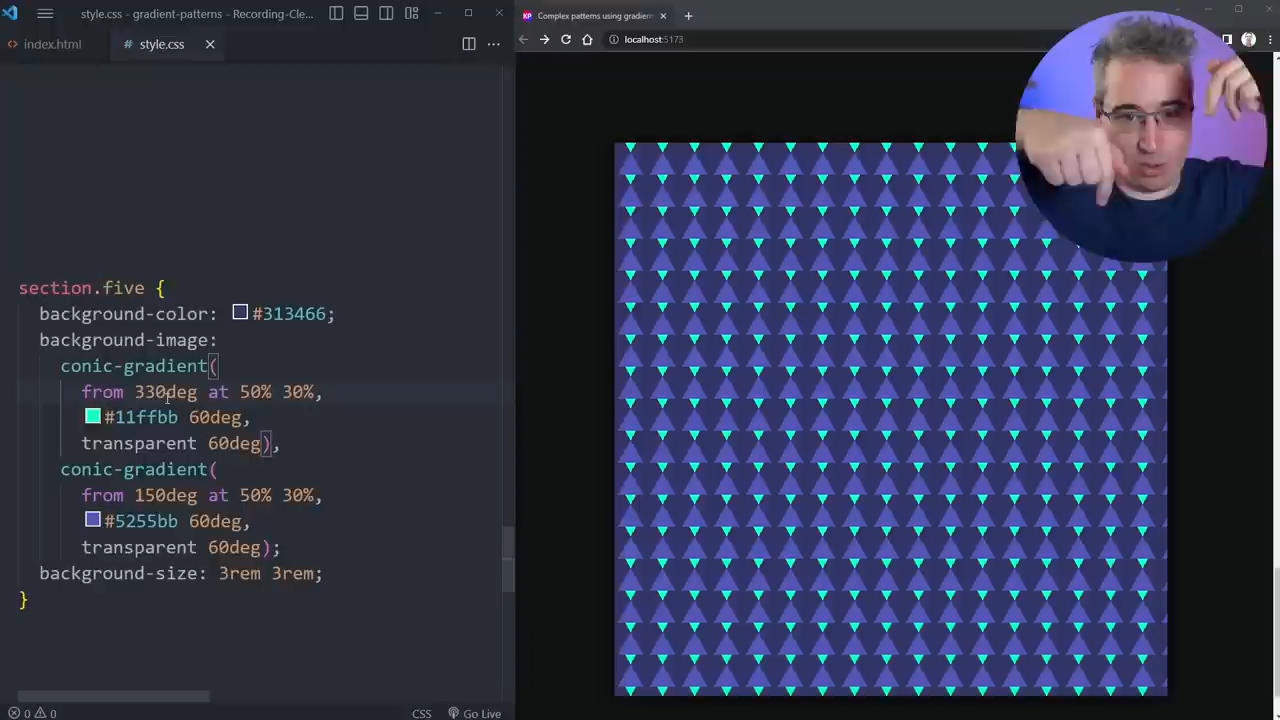 style.css - gradient-patterns - Recording-Cle...
index.html
# style.css
section.five {
background-color: #313466;
background-image:
conic-gradient(
from 330deg at 50% 30%,
#11ffbb 60deg,
transparent 60deg),
conic-gradient(
from 150deg at 50% 30%,
#5255bb 60deg,
transparent 60deg);
background-size: 3rem 3rem;
}
0 0
CSS
Go Live
KP
Complex patterns using gradien
localhost:5173